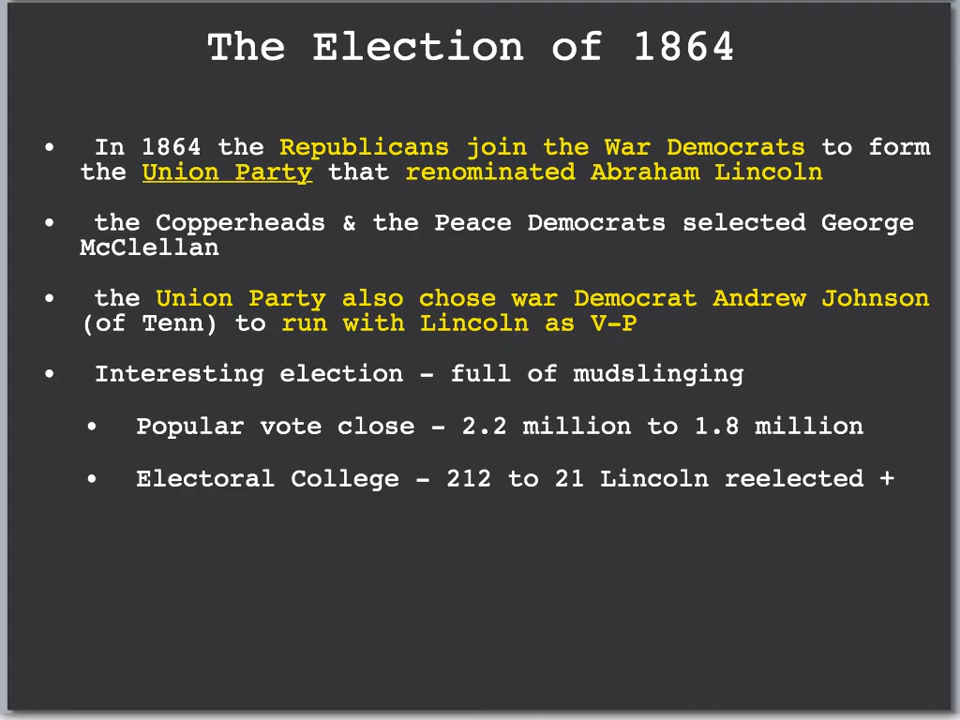 The Election of 1864
• In 1864 the Republicans join the War Democrats to form
the Union Party that renominated Abraham Lincoln
• the Copperheads & the Peace Democrats selected George
McClellan
• the Union Party also chose war Democrat Andrew Johnson
(of Tenn) to run with Lincoln as V-P
• Interesting election - full of mudslinging
• Popular vote close - 2.2 million to 1.8 million
• Electoral College - 212 to 21 Lincoln reelected +